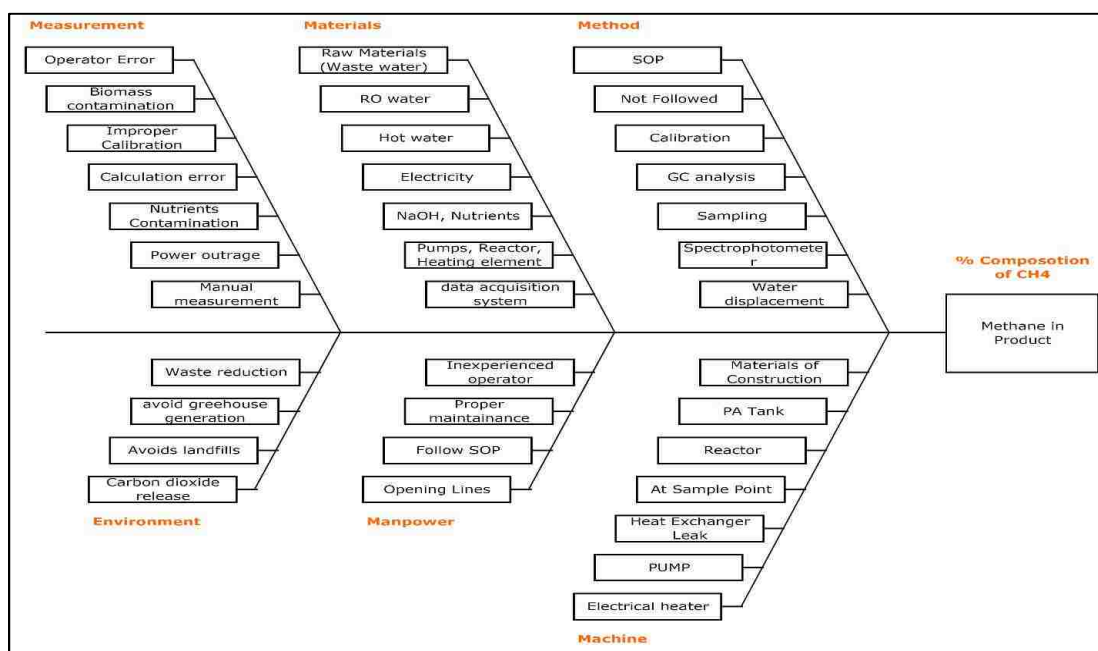 Measurement
Operator Error
Biomass
contamination
Improper
Calibration
Calculation error
Nutrients
Contamination
Power outrage
Manual
measurement
Materials
Raw Materials
(Waste water)
RO water
Hot water
Electricity
NaOH, Nutrients
Pumps, Reactor,
Heating element
data acquisition
system
Method
SOP
Not Followed
Calibration
GC analysis
Sampling
Spectrophotomete
r
Water
displacement
% Composotion
of CH4
Methane in
Product
Waste reduction
avoid greehouse
generation
Avoids landfills
Carbon dioxide
release
Environment
Inexperienced
operator
Proper
maintainance
Follow SOP
Opening Lines
Manpower
Materials of
Construction
PA Tank
Reactor
At Sample Point
Heat Exchanger
Leak
PUMP
Electrical heater
Machine